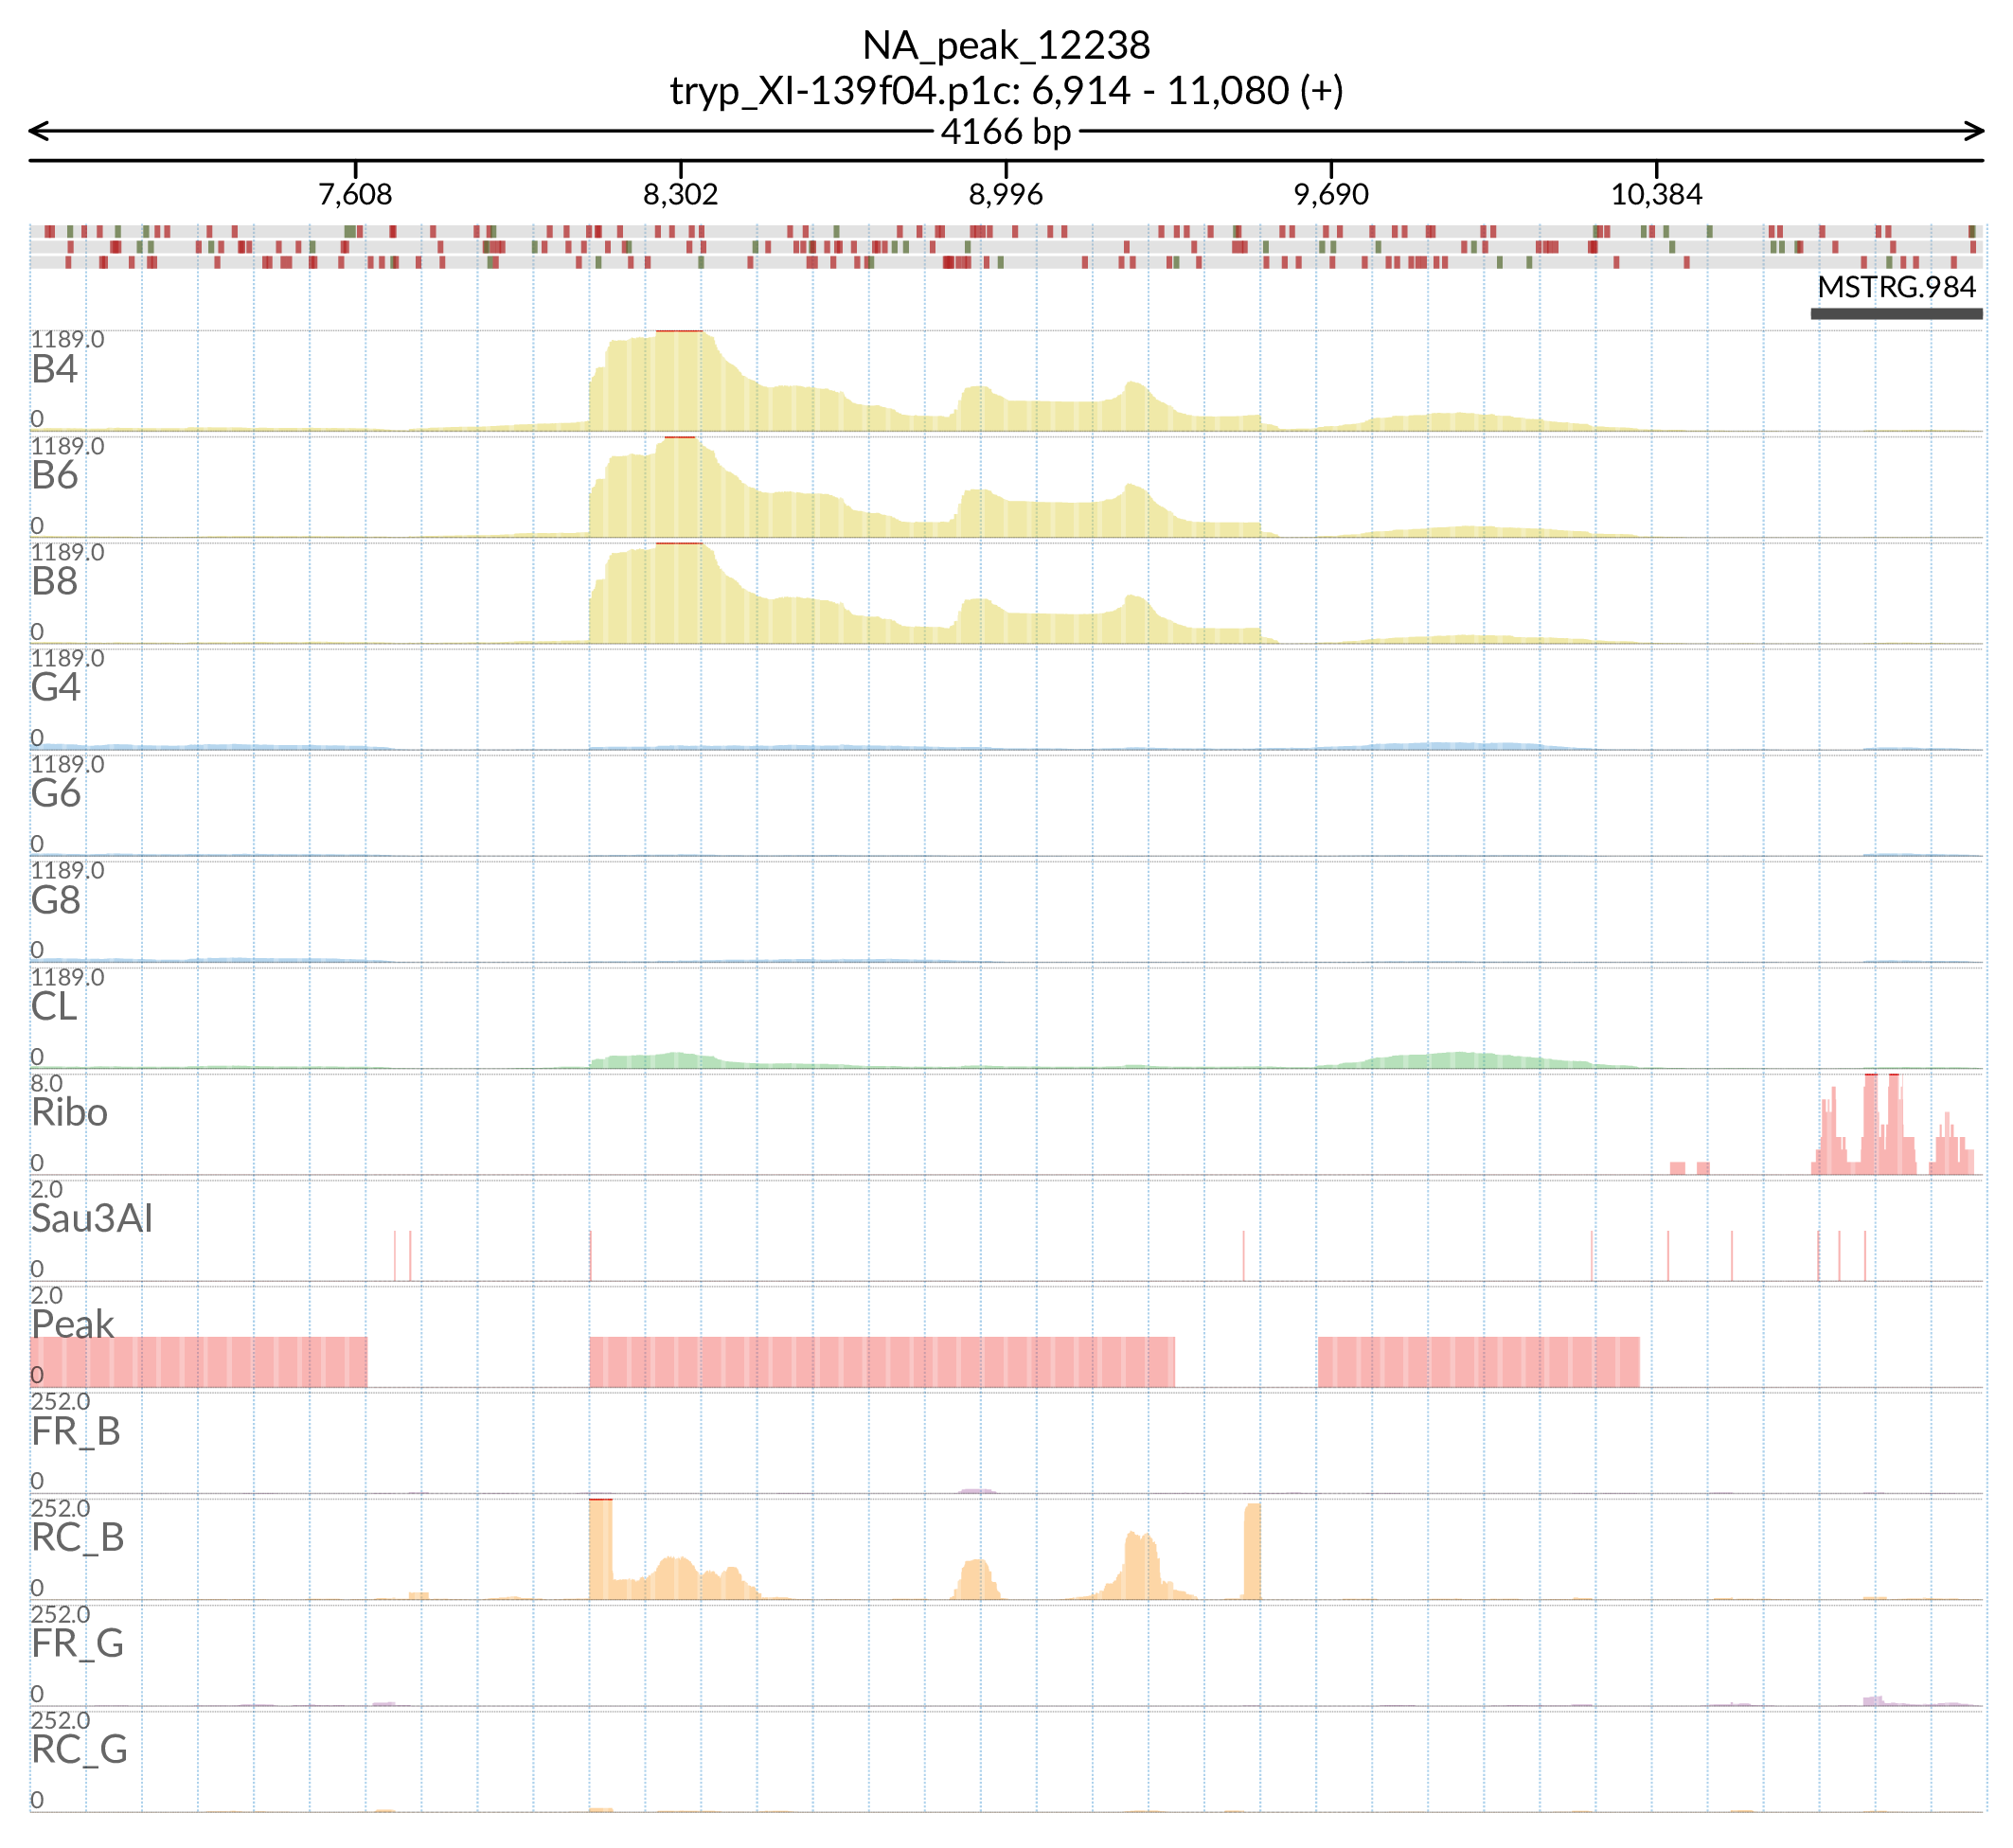 NA_peak_12238
tryp_XI-139f04.p1c: 6,914 - 11,080 (+)
4166 bp
7,608 8,302 8,996 9,690 10,384
MSTRG.984
1189.0
B4
0
1189.0
B6
0
1189.0
B8
0
1189.0
G4
0
1189.0
G6
0
1189.0
G8
0
1189.0
CL
0
8.0
Ribo
0
2.0
Sau3AI
0
2.0
Peak
0
252.0
FR_B
0
252.0
RC_B
0
252.0
FR_G
0
252.0
RC_G
0